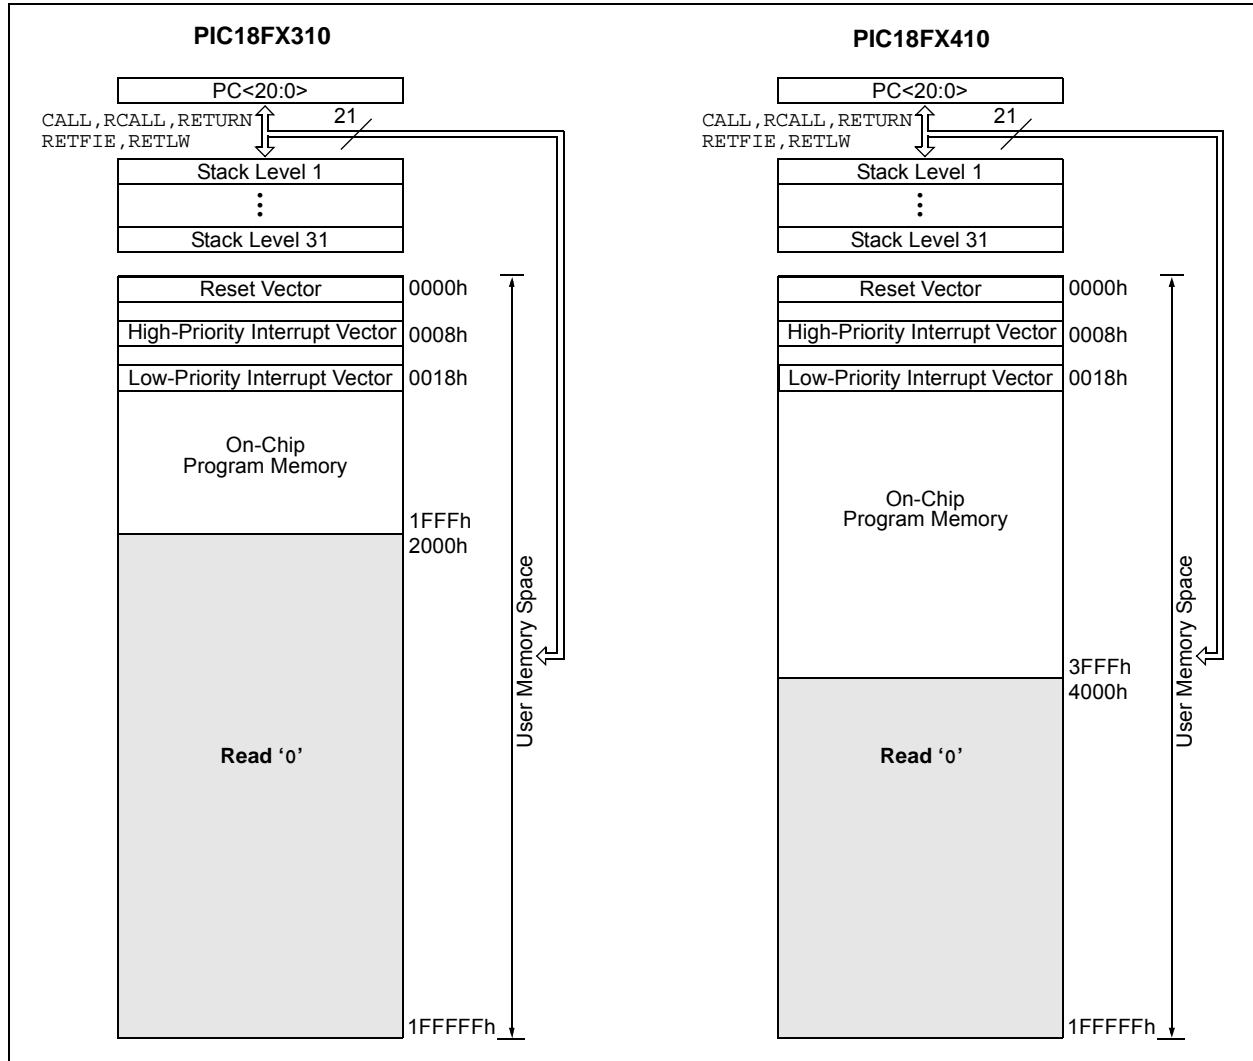 PIC18FX310
PC<20:0>
CALL,RCALL,RETURN
RETFIE,RETLW
21
Stack Level 1
⋮
Stack Level 31
Reset Vector
0000h
High-Priority Interrupt Vector
0008h
Low-Priority Interrupt Vector
0018h
On-Chip
Program Memory
1FFFh
2000h
User Memory Space
Read ‘0’
1FFFFFh
PIC18FX410
PC<20:0>
CALL,RCALL,RETURN
RETFIE,RETLW
21
Stack Level 1
⋮
Stack Level 31
Reset Vector
0000h
High-Priority Interrupt Vector
0008h
Low-Priority Interrupt Vector
0018h
On-Chip
Program Memory
3FFFh
4000h
User Memory Space
Read ‘0’
1FFFFFh